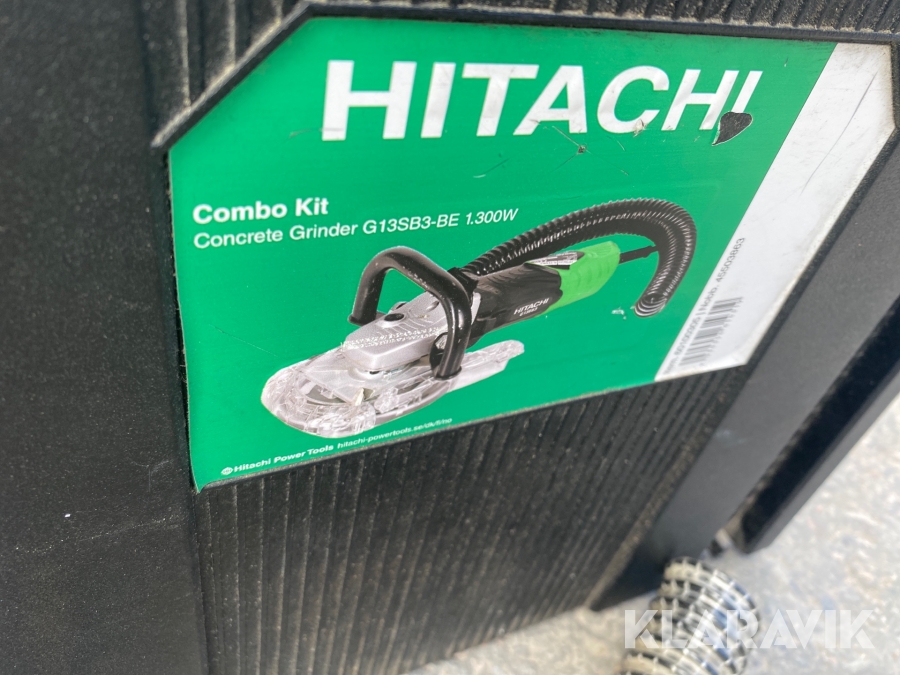 HITACHI
Combo Kit
Concrete Grinder G13SB3-BE 1.300W
HITACHI
Hitachi Power Tools hitachi-powertools.se/dk/fi/no
KLARAVIK